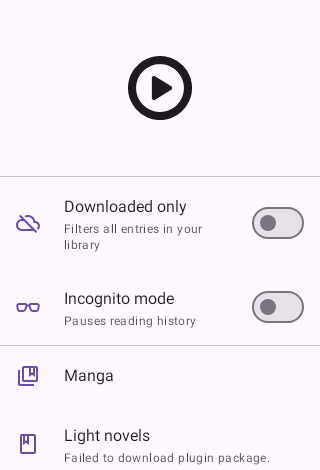 Downloaded only
Filters all entries in your
library
Incognito mode
Pauses reading history
Manga
Light novels
Failed to download plugin package.